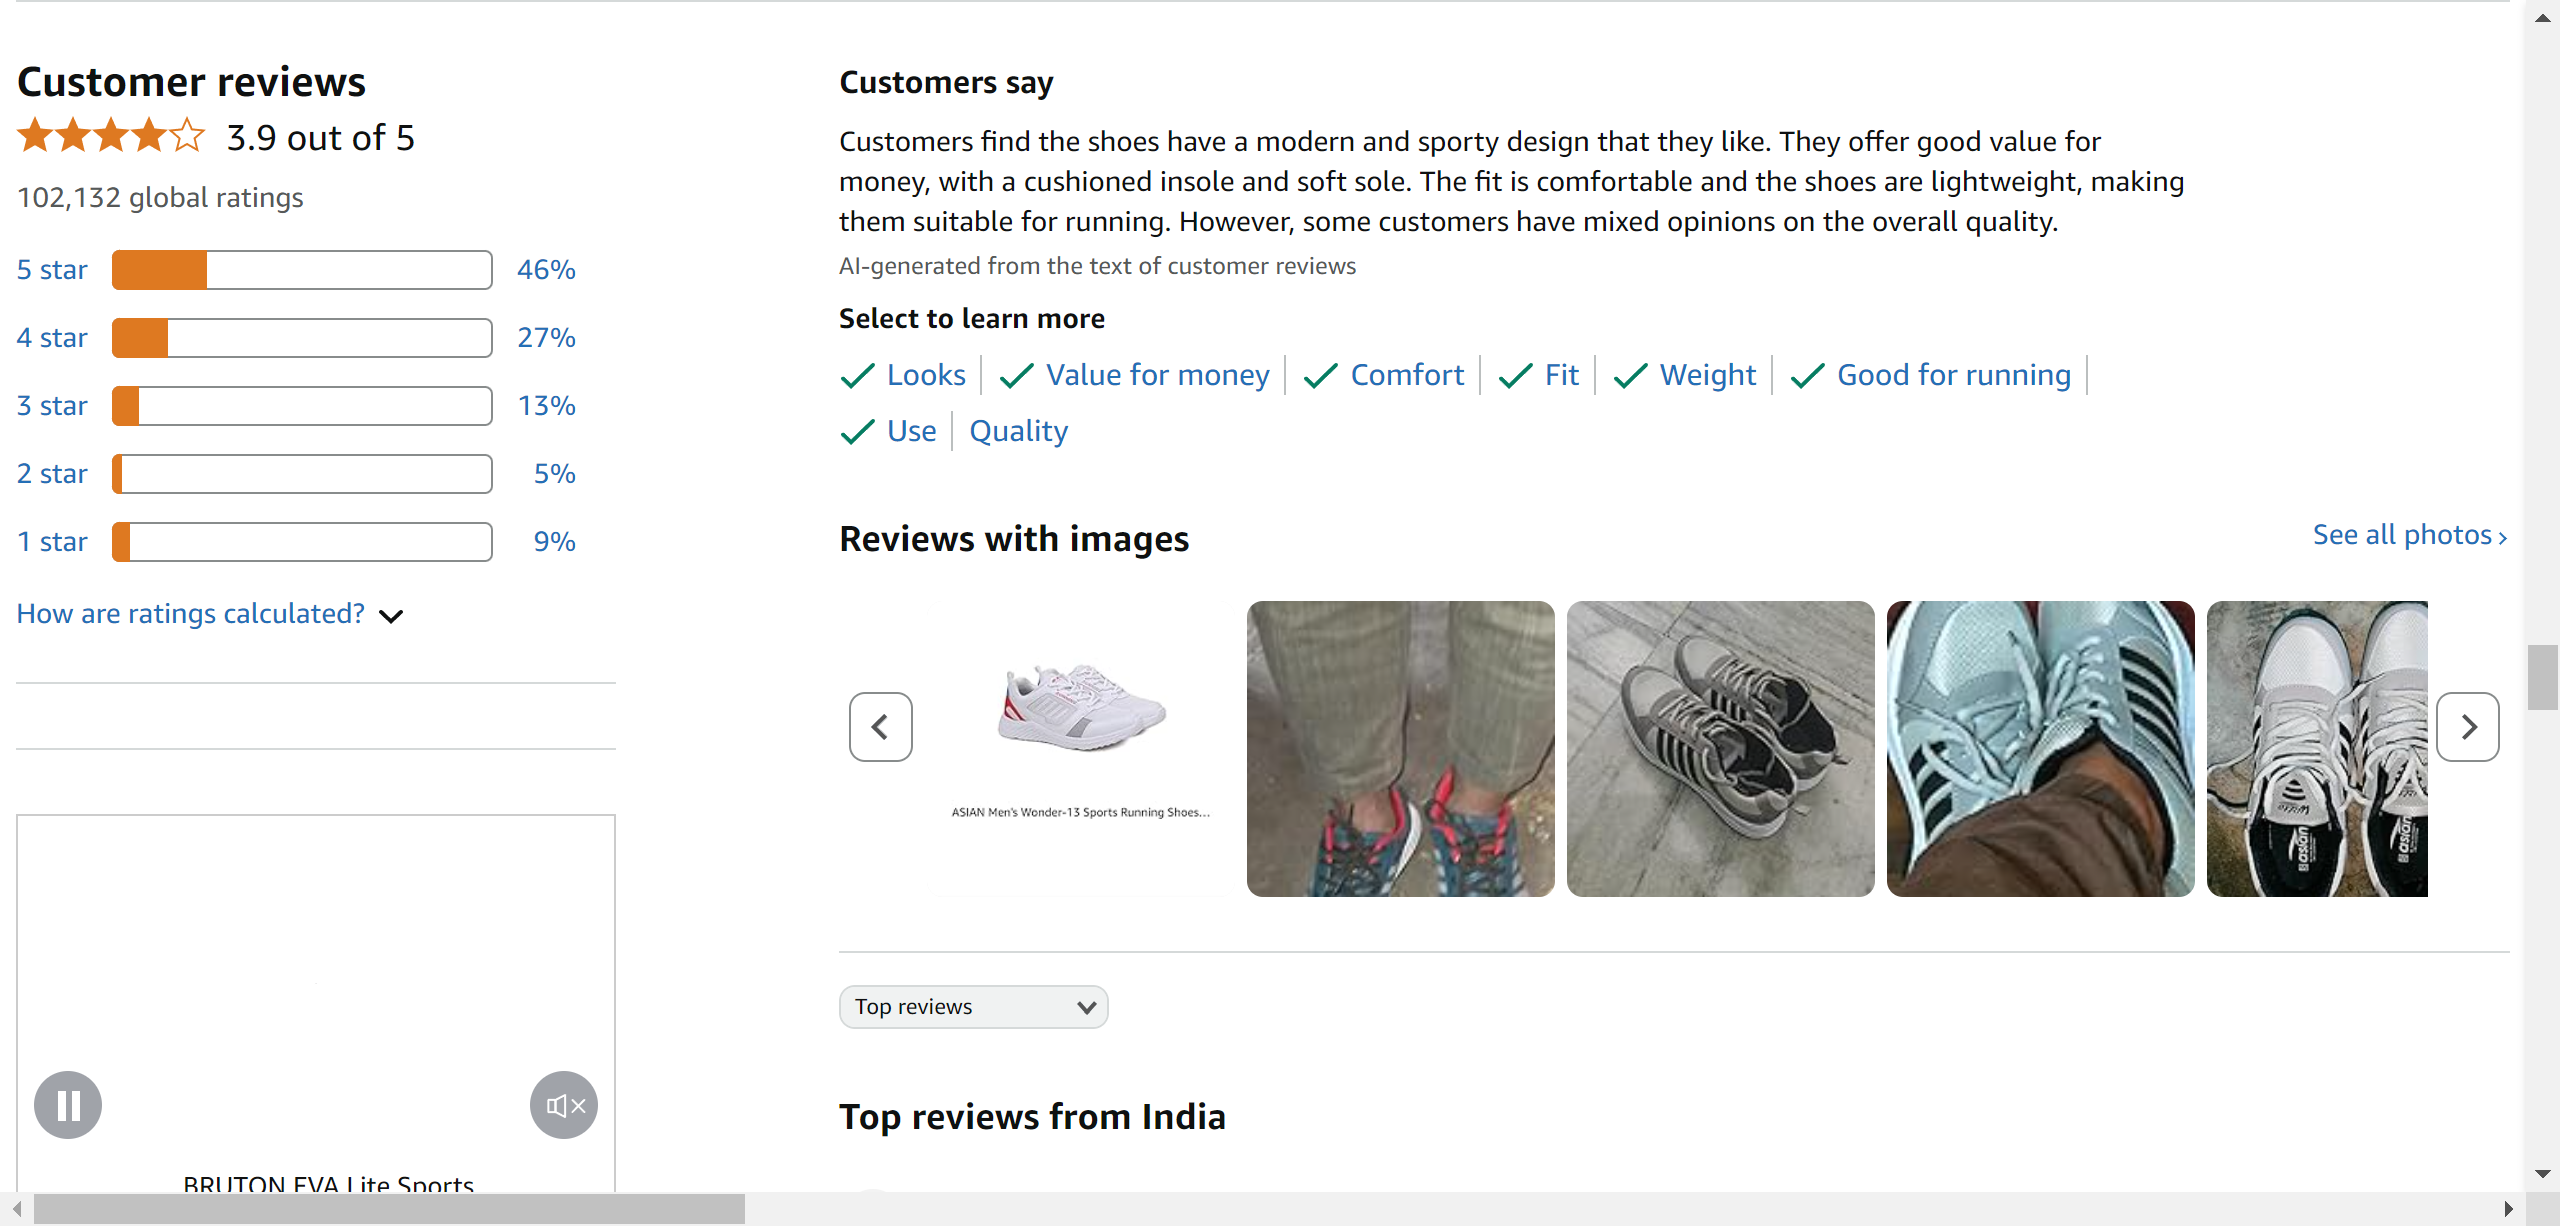 Customer reviews
3.9 out of 5
102,132 global ratings
5 star 46%
4 star 27%
3 star 13%
2 star 5%
1 star 9%
How are ratings calculated?
BRUTON EVA Lite Sports
Customers say
Customers find the shoes have a modern and sporty design that they like. They offer good value for
money, with a cushioned insole and soft sole. The fit is comfortable and the shoes are lightweight, making
them suitable for running. However, some customers have mixed opinions on the overall quality.
AI-generated from the text of customer reviews
Select to learn more
Looks Value for money Comfort Fit Weight Good for running
Use Quality
Reviews with images
See all photos ›
ASIAN Men's Wonder-13 Sports Running Shoes...
asian
asian
Top reviews
Top reviews from India